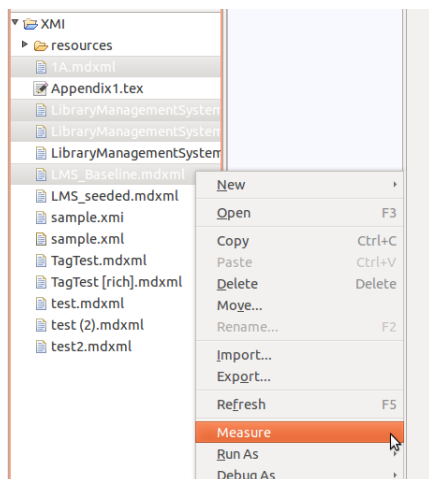 XMI
resources
1A.mdxml
Appendix1.tex
LibraryManagementSystem
LibraryManagementSystem
LibraryManagementSystem
LMS_Baseline.mdxml
LMS_seeded.mdxml
sample.xmi
sample.xml
TagTest.mdxml
TagTest [rich].mdxml
test.mdxml
test (2).mdxml
test2.mdxml
New
Open F3
Copy Ctrl+C
Paste Ctrl+V
Delete Delete
Move...
Rename... F2
Import...
Export...
Refresh F5
Measure
Run As
Debug As